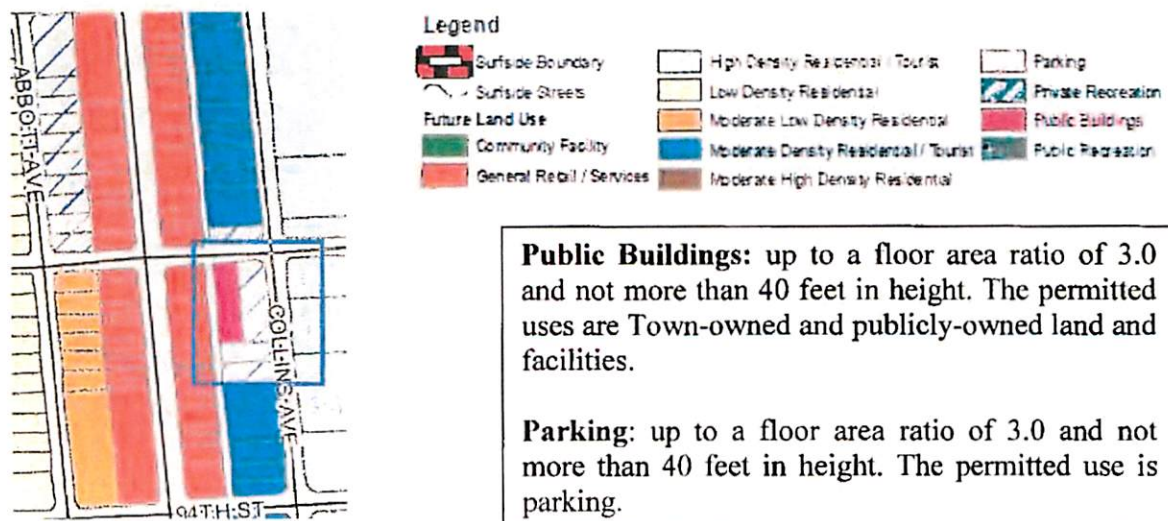 ABBOTT AVE
COLLINS AVE
94TH ST
Legend
Surfside Boundary
Surfside Streets
Future Land Use
Community Facility
General Retail / Services
High Density Residential / Tourist
Low Density Residential
Moderate Low Density Residential
Moderate Density Residential / Tourist
Moderate High Density Residential
Parking
Private Recreation
Public Buildings
Public Recreation
Public Buildings: up to a floor area ratio of 3.0
and not more than 40 feet in height. The permitted
uses are Town-owned and publicly-owned land and
facilities.
Parking: up to a floor area ratio of 3.0 and not
more than 40 feet in height. The permitted use is
parking.